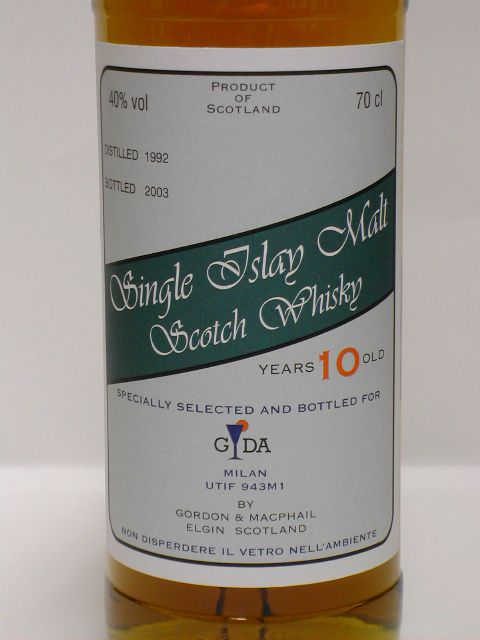 PRODUCT
OF
SCOTLAND
40% vol
70 cl
DISTILLED 1992
BOTTLED 2003
Single Islay Malt
Scotch Whisky
YEARS 10 OLD
SPECIALLY SELECTED AND BOTTLED FOR
GYDA
MILAN
UTIF 943M1
BY
GORDON & MACPHAIL
ELGIN SCOTLAND
NON DISPERDERE IL VETRO NELL'AMBIENTE